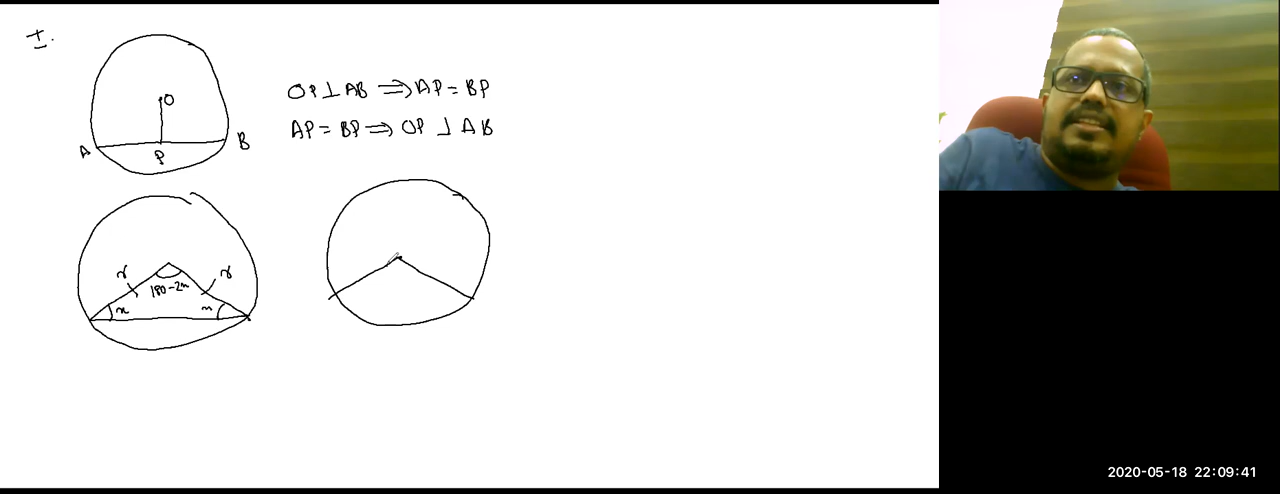 I.
O
A
P
B
OP ⊥ AB ⇒ AP = BP
AP = BP ⇒ OP ⊥ AB
r
r
180-2x
x
x
2020-05-18 22:09:41